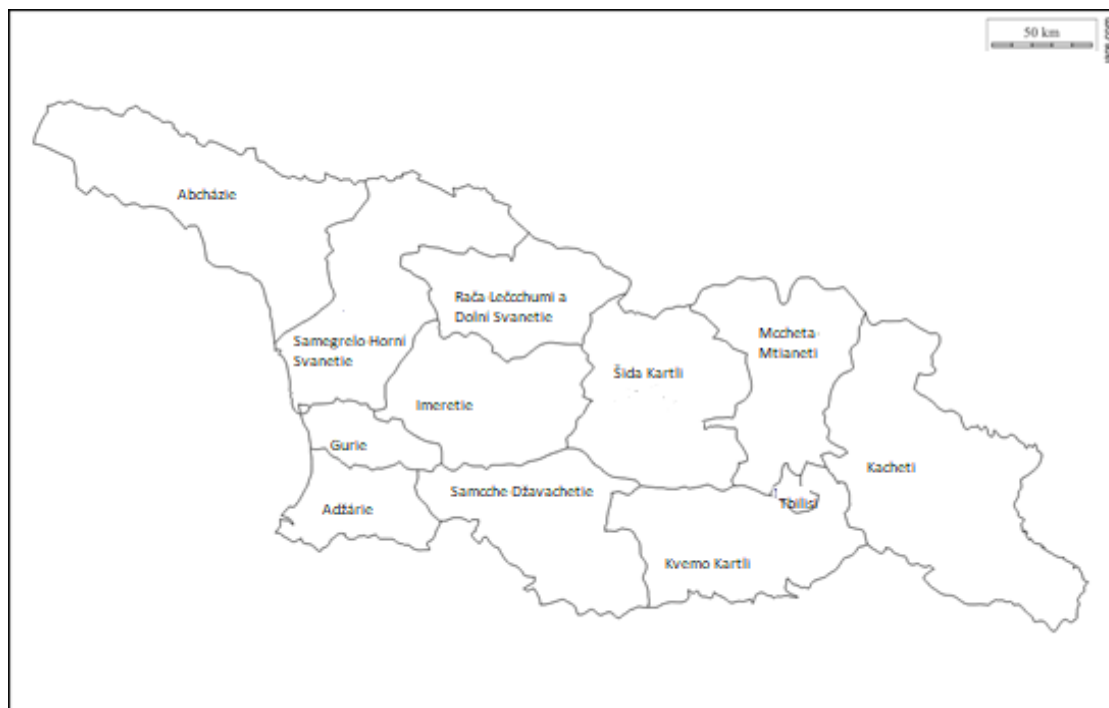 50 km
Abcházie
Rača-Lečcchumi a
Dolní Svanetie
Mccheta-
Mtianeti
Samegrelo-Horní
Svanetie
Šida Kartli
Imeretie
Gurie
Kacheti
Samcche Džavachetie
Tbilisi
Adžárie
Kvemo Kartli